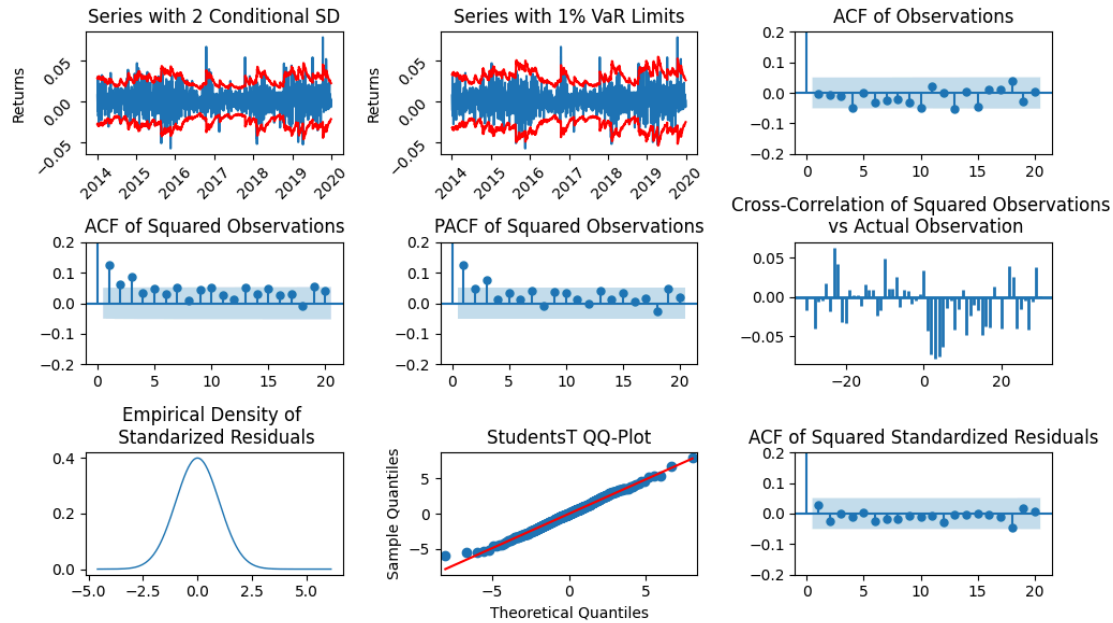 Series with 2 Conditional SD
Returns
0.05
0.00
−0.05
2014 2015 2016 2017 2018 2019 2020
Series with 1% VaR Limits
Returns
0.05
0.00
−0.05
2014 2015 2016 2017 2018 2019 2020
ACF of Observations
0.2
0.1
0.0
−0.1
−0.2
0 5 10 15 20
ACF of Squared Observations
0.2
0.1
0.0
−0.1
−0.2
0 5 10 15 20
PACF of Squared Observations
0.2
0.1
0.0
−0.1
−0.2
0 5 10 15 20
Cross-Correlation of Squared Observations
vs Actual Observation
0.05
0.00
−0.05
−20 0 20
Empirical Density of
Standarized Residuals
0.4
0.2
0.0
−5.0 −2.5 0.0 2.5 5.0
StudentsT QQ-Plot
Sample Quantiles
5
0
−5
−5 0 5
Theoretical Quantiles
ACF of Squared Standardized Residuals
0.2
0.1
0.0
−0.1
−0.2
0 5 10 15 20